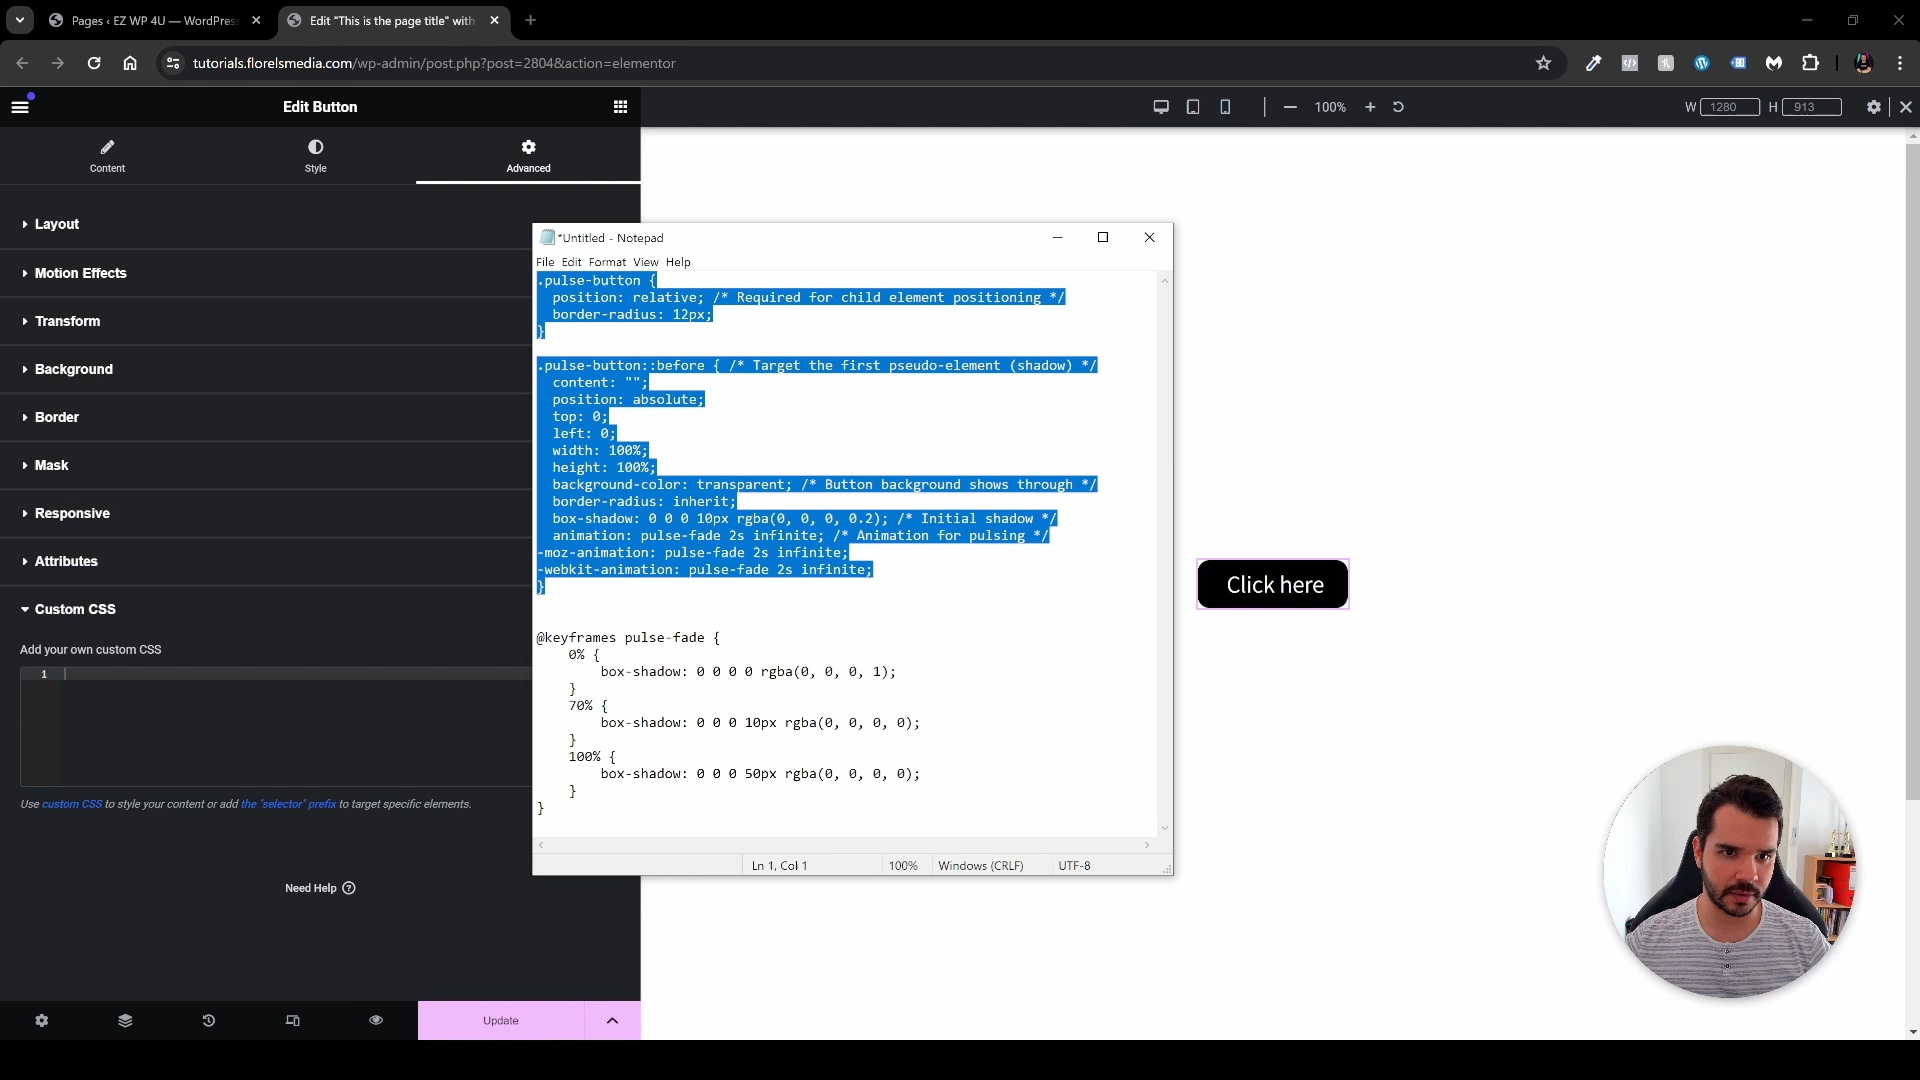 Pages ‹ EZ WP 4U — WordPres
Edit "This is the page title" with
tutorials.florelsmedia.com/wp-admin/post.php?post=2804&action=elementor
Edit Button
100%
W 1280 H 913
Content
Style
Advanced
Layout
Motion Effects
Transform
Background
Border
Mask
Responsive
Attributes
Custom CSS
Add your own custom CSS
1
Use custom CSS to style your content or add the "selector" prefix to target specific elements.
Need Help ?
Update
*Untitled - Notepad
File Edit Format View Help
.pulse-button {
position: relative; /* Required for child element positioning */
border-radius: 12px;
}
.pulse-button::before { /* Target the first pseudo-element (shadow) */
content: "";
position: absolute;
top: 0;
left: 0;
width: 100%;
height: 100%;
background-color: transparent; /* Button background shows through */
border-radius: inherit;
box-shadow: 0 0 0 10px rgba(0, 0, 0, 0.2); /* Initial shadow */
animation: pulse-fade 2s infinite; /* Animation for pulsing */
-moz-animation: pulse-fade 2s infinite;
-webkit-animation: pulse-fade 2s infinite;
}
@keyframes pulse-fade {
0% {
box-shadow: 0 0 0 0 rgba(0, 0, 0, 1);
}
70% {
box-shadow: 0 0 0 10px rgba(0, 0, 0, 0);
}
100% {
box-shadow: 0 0 0 50px rgba(0, 0, 0, 0);
}
}
Ln 1, Col 1
100%
Windows (CRLF)
UTF-8
Click here